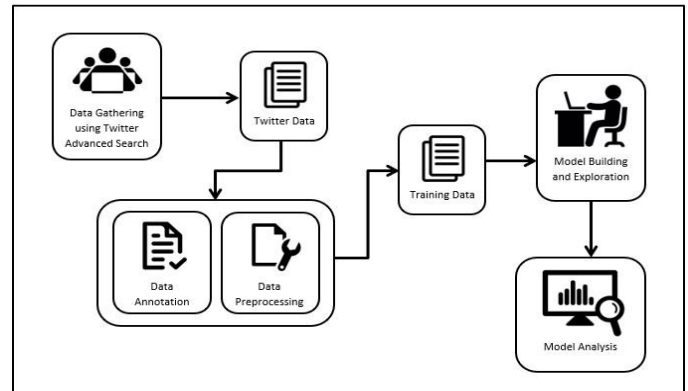 Data Gathering
using Twitter
Advanced Search
Twitter Data
Data
Annotation
Data
Preprocessing
Training Data
Model Building
and Exploration
Model Analysis